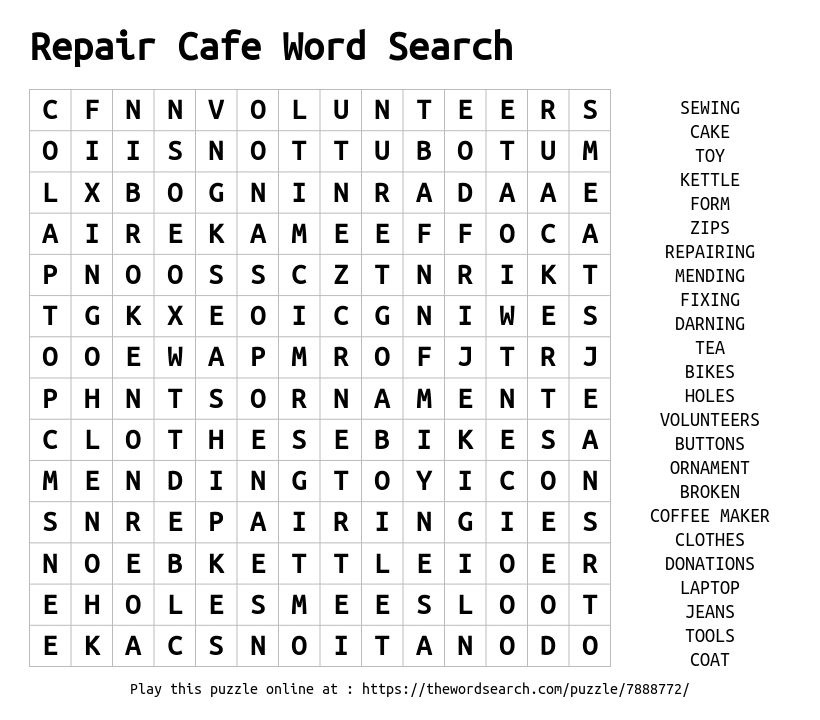 Repair Cafe Word Search
C F N N V O L U N T E E R S
O I I S N O T T U B O T U M
L X B O G N I N R A D A A E
A I R E K A M E E F F O C A
P N O O S S C Z T N R I K T
T G K X E O I C G N I W E S
O O E W A P M R O F J T R J
P H N T S O R N A M E N T E
C L O T H E S E B I K E S A
M E N D I N G T O Y I C O N
S N R E P A I R I N G I E S
N O E B K E T T L E I O E R
E H O L E S M E E S L O O T
E K A C S N O I T A N O D O
SEWING
CAKE
TOY
KETTLE
FORM
ZIPS
REPAIRING
MENDING
FIXING
DARNING
TEA
BIKES
HOLES
VOLUNTEERS
BUTTONS
ORNAMENT
BROKEN
COFFEE MAKER
CLOTHES
DONATIONS
LAPTOP
JEANS
TOOLS
COAT
Play this puzzle online at : https://thewordsearch.com/puzzle/7888772/